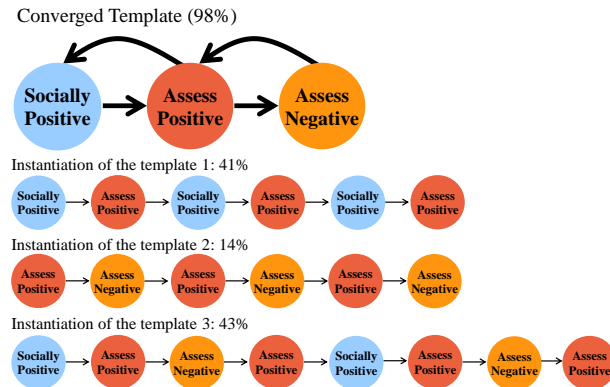 Converged Template (98%)
Socially Assess Assess
Positive Positive Negative
Instantiation of the template 1: 41%
Socially Assess Socially Assess Socially Assess
Positive Positive Positive Positive Positive Positive
Instantiation of the template 2: 14%
Assess Assess Assess Assess Assess Assess
Positive Negative Positive Negative Positive Negative
Instantiation of the template 3: 43%
Socially Assess Assess Assess Socially Assess Assess Assess
Positive Positive Negative Positive Positive Positive Negative Positive